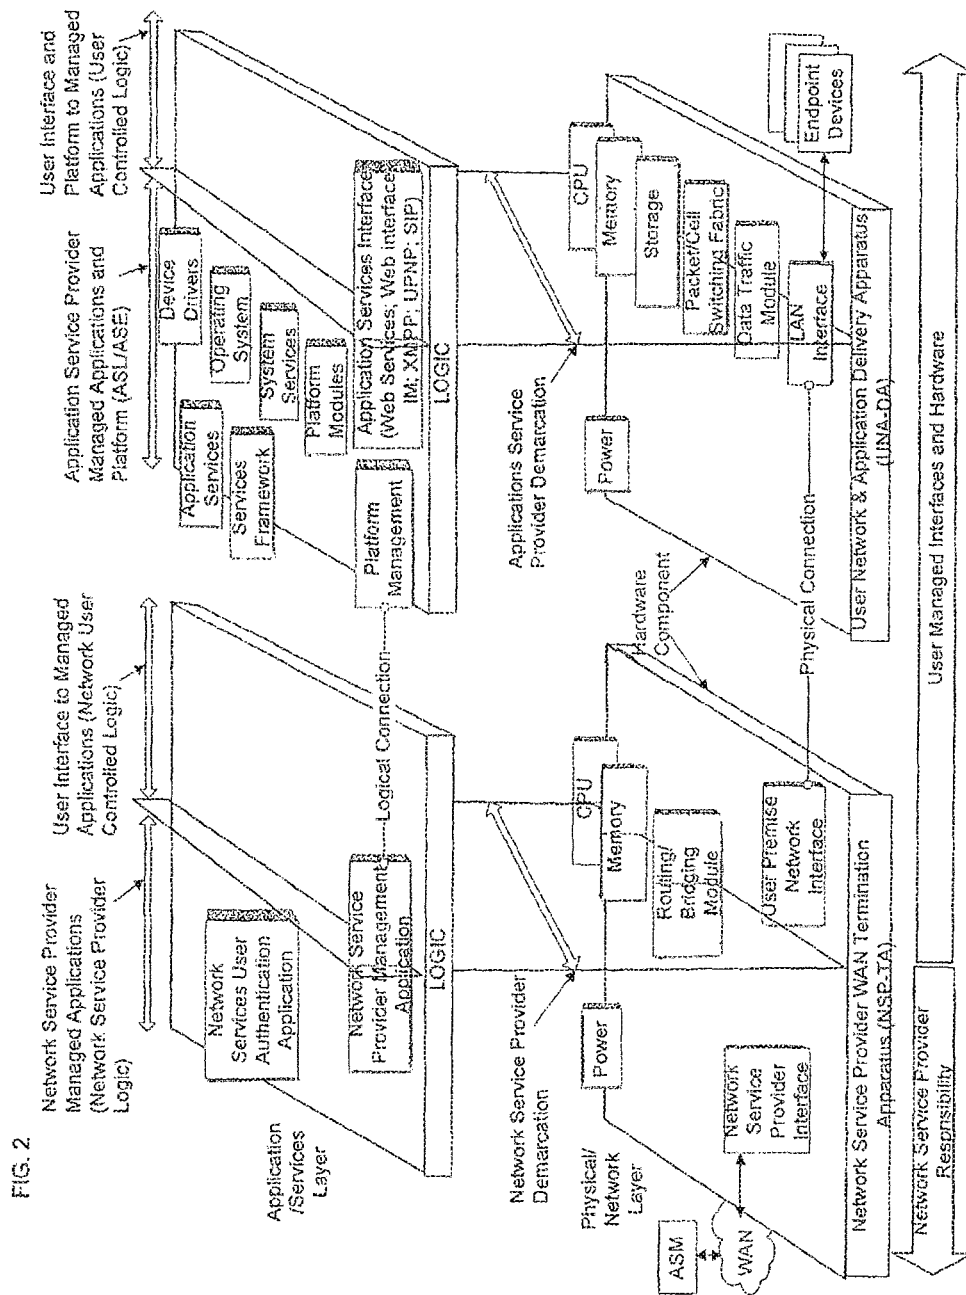 FIG. 2
Network Service Provider
Managed Applications
(Network Service Provider
Logic)
User Interface to Managed
Applications (Network User
Controlled Logic)
Application Service Provider
Managed Applications and
Platform (ASL/ASE)
User Interface and
Platform to Managed
Applications (User
Controlled Logic)
Application
/Services
Layer
Network
Services User
Authentication
Application
Network Service
Provider Management
Application
LOGIC
Logical Connection
Application
Services
Services
Framework
Platform
Management
Device
Drivers
Operating
System
System
Services
Platform
Modules
Application Services Interface
(Web Services, Web Interface,
IM; XMPP; UPNP; SIP)
LOGIC
Network Service Provider
Demarcation
Applications Service
Provider Demarcation
Physical/
Network
Layer
ASM
WAN
Power
Network
Service
Provider
Interface
CPU
Memory
Routing/
Bridging
Module
User Premise
Network
Interface
Hardware
Component
Physical Connection
Power
CPU
Memory
Storage
Packet/Cell
Switching Fabric
Data Traffic
Module
LAN
Interface
Endpoint
Devices
Network Service Provider WAN Termination
Apparatus (NSP-TA)
User Network & Application Delivery Apparatus
(UNA-DA)
Network Service Provider
Responsibility
User Managed Interfaces and Hardware